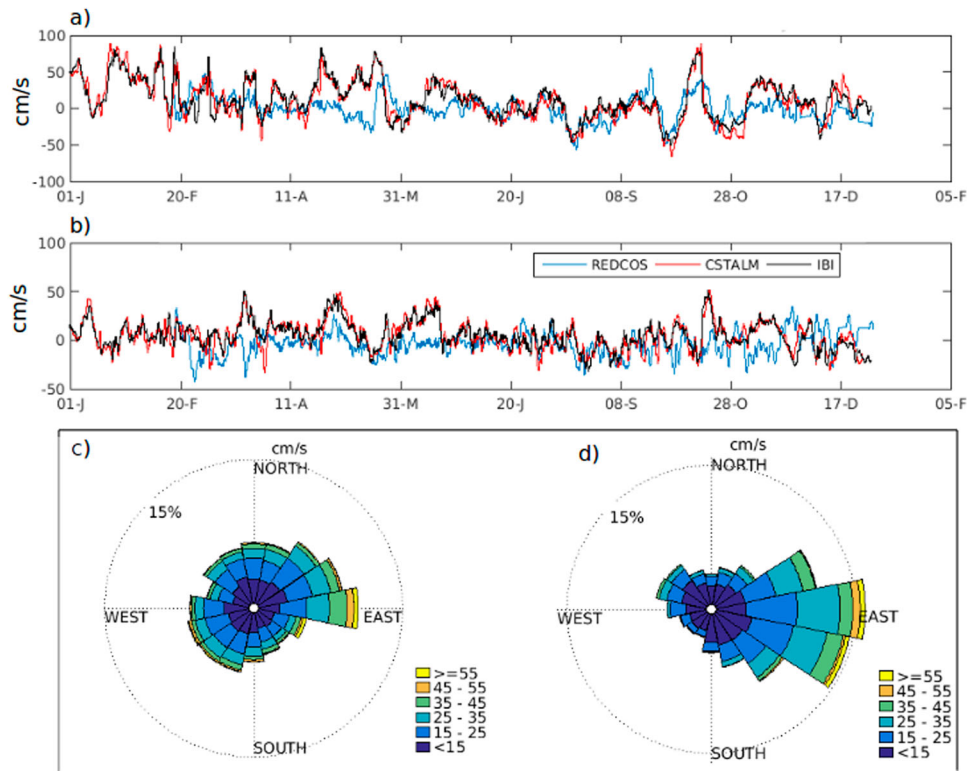 a)
cm/s
100
50
0
-50
-100
01-J 20-F 11-A 31-M 20-J 08-S 28-O 17-D 05-F
b)
cm/s
100
50
0
-50
REDCOS CSTALM IBI
01-J 20-F 11-A 31-M 20-J 08-S 28-O 17-D 05-F
c)
cm/s
NORTH
15%
WEST
EAST
SOUTH
>=55
45 - 55
35 - 45
25 - 35
15 - 25
<15
d)
cm/s
NORTH
15%
WEST
EAST
SOUTH
>=55
45 - 55
35 - 45
25 - 35
15 - 25
<15